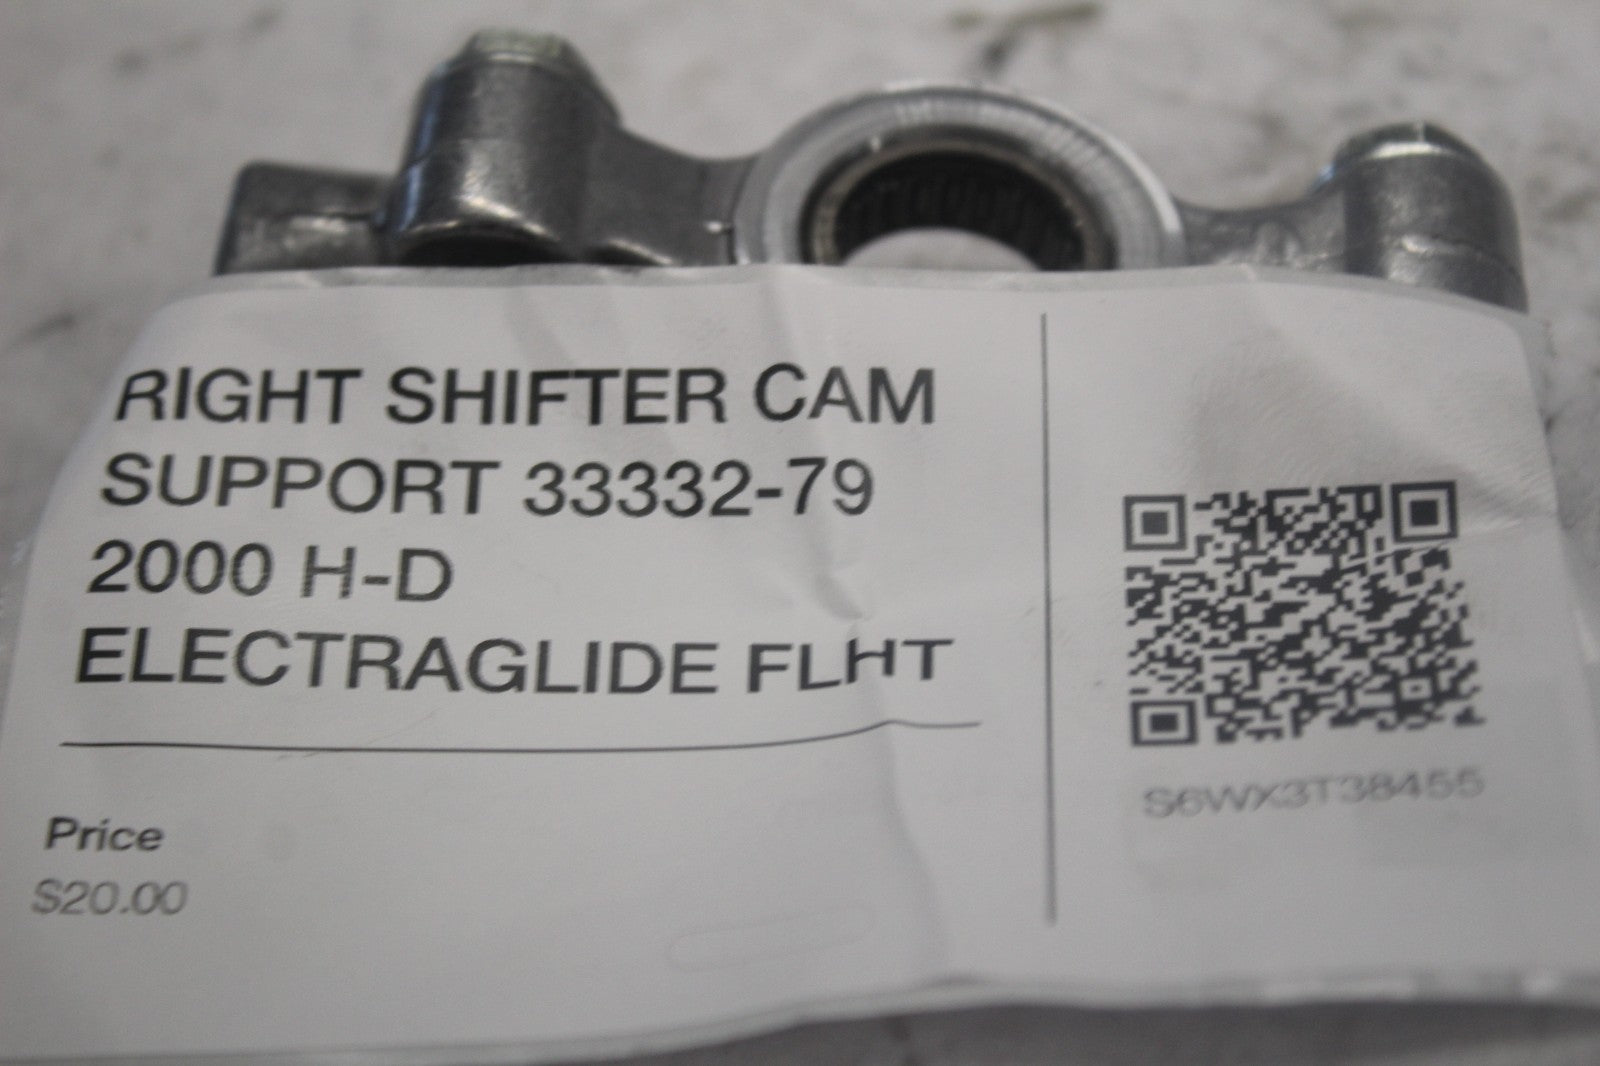 RIGHT SHIFTER CAM
SUPPORT 33332-79
2000 H-D
ELECTRAGLIDE FLHT
Price
$20.00
S6WX3T38455